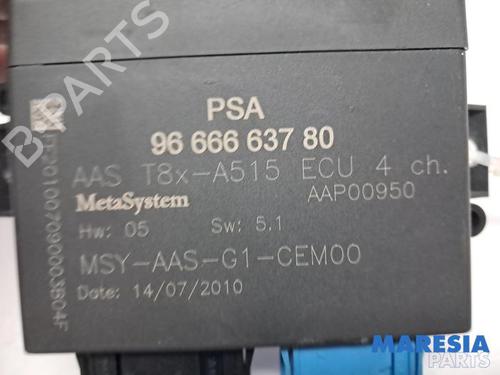 PSA
96 666 637 80
AAS T8x-A515 ECU 4 ch.
MetaSystem AAP00950
Hw: 05 Sw: 5.1
MSY-AAS-G1-CEM00
Date: 14/07/2010
B-PARTS
MARESIA
PARTS